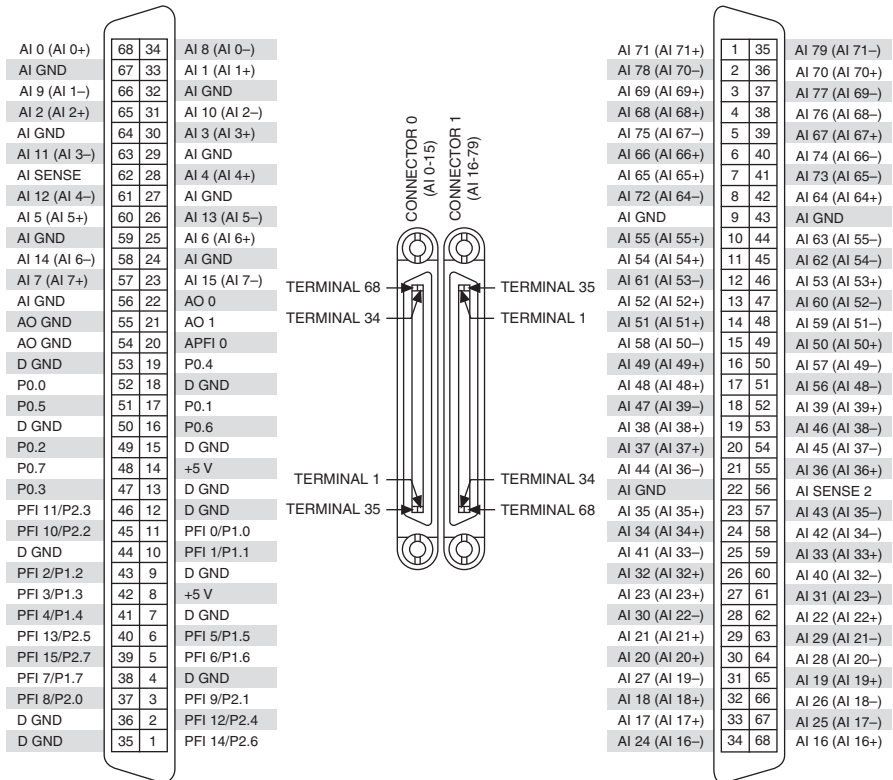 AI 0 (AI 0+) 68 34 AI 8 (AI 0–)
AI GND 67 33 AI 1 (AI 1+)
AI 9 (AI 1–) 66 32 AI GND
AI 2 (AI 2+) 65 31 AI 10 (AI 2–)
AI GND 64 30 AI 3 (AI 3+)
AI 11 (AI 3–) 63 29 AI GND
AI SENSE 62 28 AI 4 (AI 4+)
AI 12 (AI 4–) 61 27 AI GND
AI 5 (AI 5+) 60 26 AI 13 (AI 5–)
AI GND 59 25 AI 6 (AI 6+)
AI 14 (AI 6–) 58 24 AI GND
AI 7 (AI 7+) 57 23 AI 15 (AI 7–)
AI GND 56 22 AO 0
AO GND 55 21 AO 1
AO GND 54 20 APFI 0
D GND 53 19 P0.4
P0.0 52 18 D GND
P0.5 51 17 P0.1
D GND 50 16 P0.6
P0.2 49 15 D GND
P0.7 48 14 +5 V
P0.3 47 13 D GND
PFI 11/P2.3 46 12 D GND
PFI 10/P2.2 45 11 PFI 0/P1.0
D GND 44 10 PFI 1/P1.1
PFI 2/P1.2 43 9 D GND
PFI 3/P1.3 42 8 +5 V
PFI 4/P1.4 41 7 D GND
PFI 13/P2.5 40 6 PFI 5/P1.5
PFI 15/P2.7 39 5 PFI 6/P1.6
PFI 7/P1.7 38 4 D GND
PFI 8/P2.0 37 3 PFI 9/P2.1
D GND 36 2 PFI 12/P2.4
D GND 35 1 PFI 14/P2.6
CONNECTOR 0
(AI 0-15)
CONNECTOR 1
(AI 16-79)
TERMINAL 68
TERMINAL 34
TERMINAL 35
TERMINAL 1
TERMINAL 1
TERMINAL 35
TERMINAL 34
TERMINAL 68
AI 71 (AI 71+) 1 35 AI 79 (AI 71–)
AI 78 (AI 70–) 2 36 AI 70 (AI 70+)
AI 69 (AI 69+) 3 37 AI 77 (AI 69–)
AI 68 (AI 68+) 4 38 AI 76 (AI 68–)
AI 75 (AI 67–) 5 39 AI 67 (AI 67+)
AI 66 (AI 66+) 6 40 AI 74 (AI 66–)
AI 65 (AI 65+) 7 41 AI 73 (AI 65–)
AI 72 (AI 64–) 8 42 AI 64 (AI 64+)
AI GND 9 43 AI GND
AI 55 (AI 55+) 10 44 AI 63 (AI 55–)
AI 54 (AI 54+) 11 45 AI 62 (AI 54–)
AI 61 (AI 53–) 12 46 AI 53 (AI 53+)
AI 52 (AI 52+) 13 47 AI 60 (AI 52–)
AI 51 (AI 51+) 14 48 AI 59 (AI 51–)
AI 58 (AI 50–) 15 49 AI 50 (AI 50+)
AI 49 (AI 49+) 16 50 AI 57 (AI 49–)
AI 48 (AI 48+) 17 51 AI 56 (AI 48–)
AI 47 (AI 39–) 18 52 AI 39 (AI 39+)
AI 38 (AI 38+) 19 53 AI 46 (AI 38–)
AI 37 (AI 37+) 20 54 AI 45 (AI 37–)
AI 44 (AI 36–) 21 55 AI 36 (AI 36+)
AI GND 22 56 AI SENSE 2
AI 35 (AI 35+) 23 57 AI 43 (AI 35–)
AI 34 (AI 34+) 24 58 AI 42 (AI 34–)
AI 41 (AI 33–) 25 59 AI 33 (AI 33+)
AI 32 (AI 32+) 26 60 AI 40 (AI 32–)
AI 23 (AI 23+) 27 61 AI 31 (AI 23–)
AI 30 (AI 22–) 28 62 AI 22 (AI 22+)
AI 21 (AI 21+) 29 63 AI 29 (AI 21–)
AI 20 (AI 20+) 30 64 AI 28 (AI 20–)
AI 27 (AI 19–) 31 65 AI 19 (AI 19+)
AI 18 (AI 18+) 32 66 AI 26 (AI 18–)
AI 17 (AI 17+) 33 67 AI 25 (AI 17–)
AI 24 (AI 16–) 34 68 AI 16 (AI 16+)